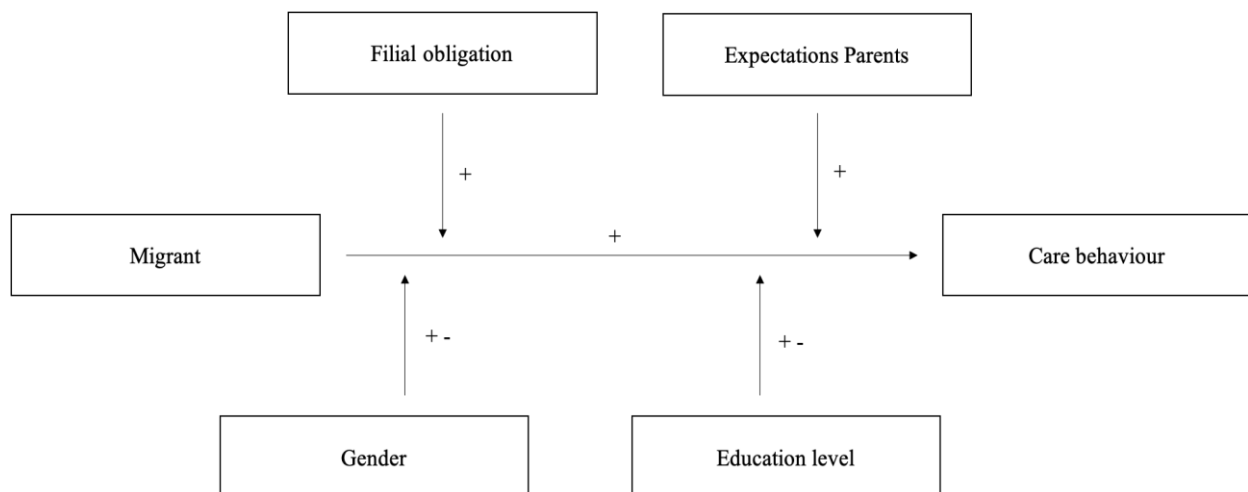 Filial obligation
Expectations Parents
+
+
+
Migrant
Care behaviour
+ -
+ -
Gender
Education level